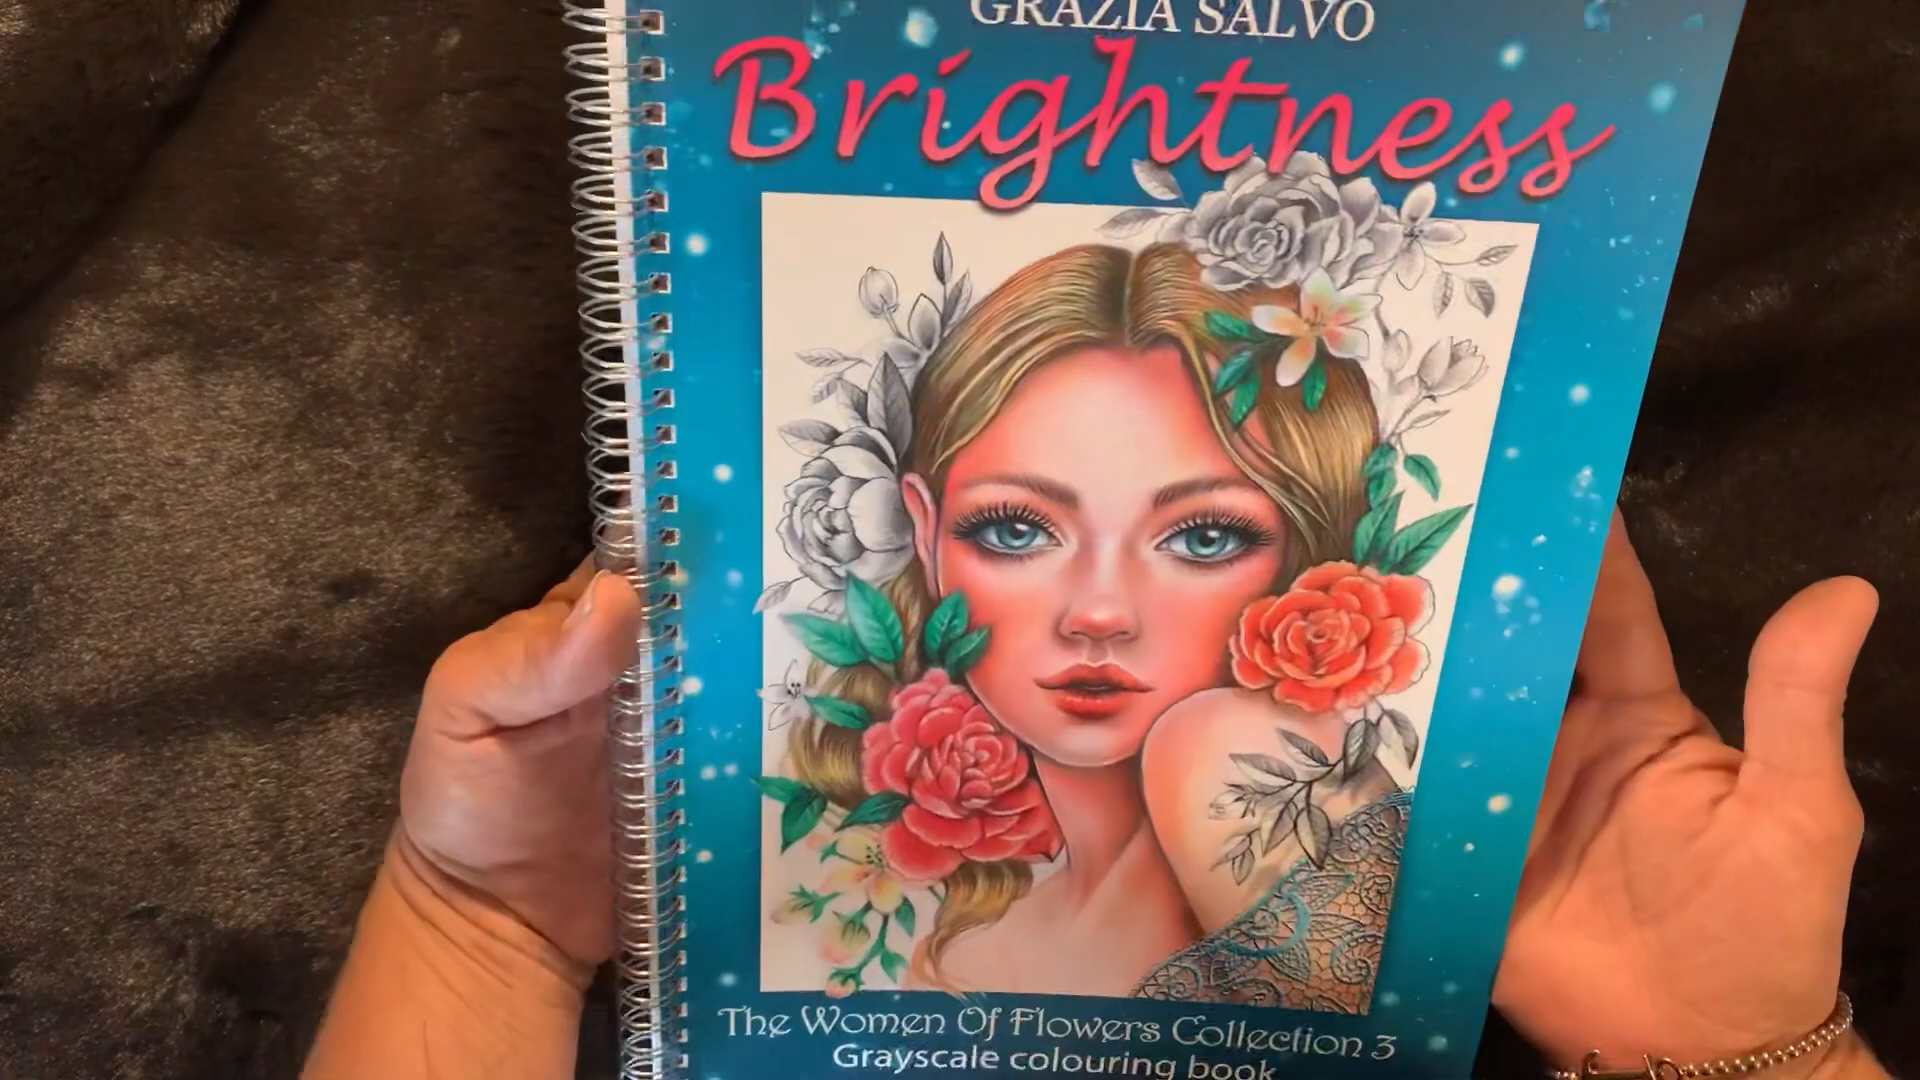 GRAZIA SALVO
Brightness
The Women Of Flowers Collection 3
Grayscale colouring book